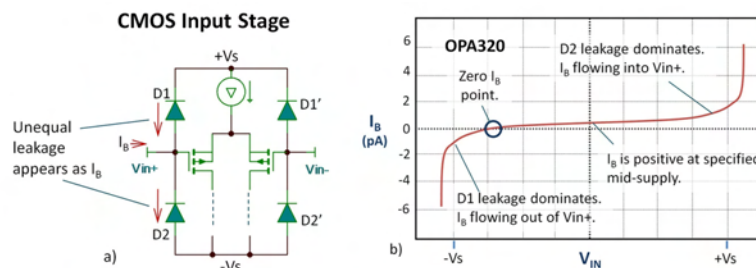 CMOS Input Stage
+Vs
D1
D1'
Unequal
leakage
appears as IB
IB
Vin+
Vin-
D2
D2'
a)
-Vs
OPA320
6
4
2
0
-2
-4
-6
IB
(pA)
Zero IB
point.
D2 leakage dominates.
IB flowing into Vin+.
IB is positive at specified
mid-supply.
D1 leakage dominates.
IB flowing out of Vin+.
b)
-Vs
VIN
+Vs